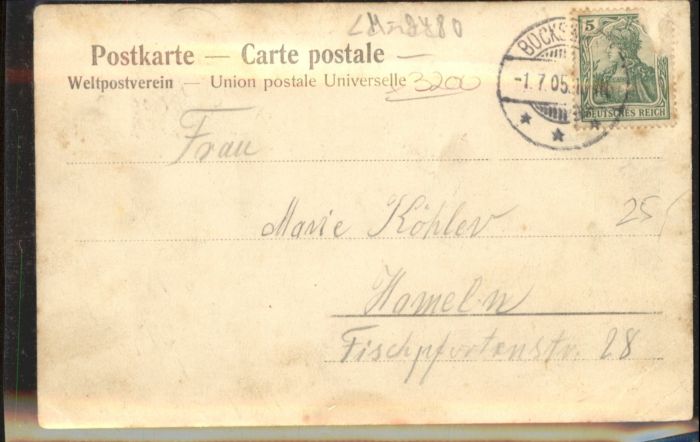 Postkarte — Carte postale —
Weltpostverein — Union postale Universelle
3200
5
DEUTSCHES REICH
BOCKS
-1.7.05.
Frau
Marie Köhler
25
Hameln
Fischpfortenstr. 28